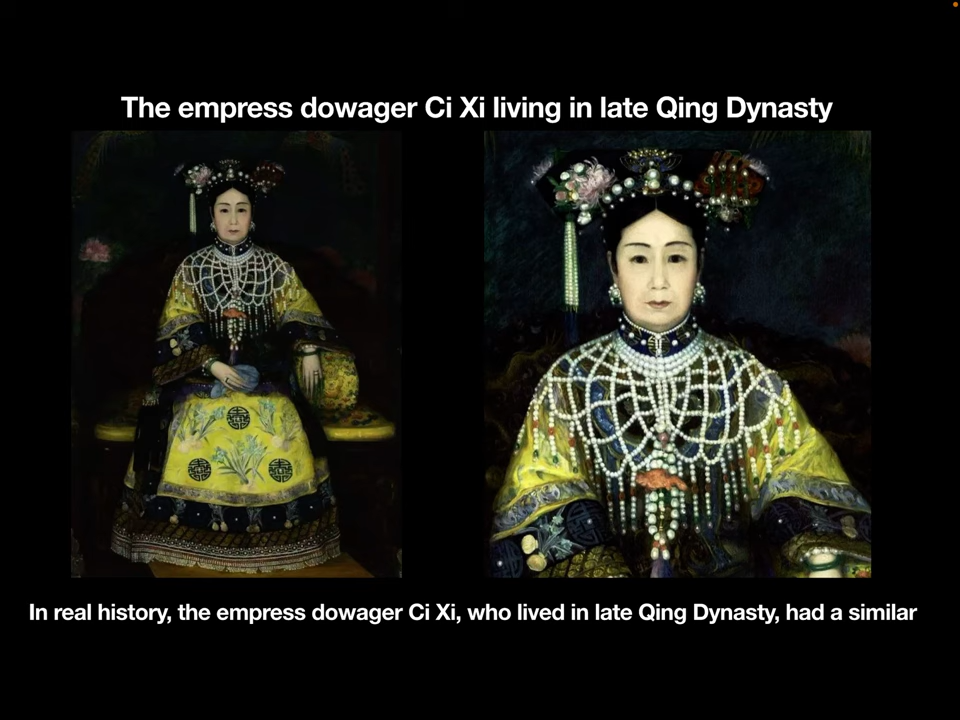 The empress dowager Ci Xi living in late Qing Dynasty
In real history, the empress dowager Ci Xi, who lived in late Qing Dynasty, had a similar